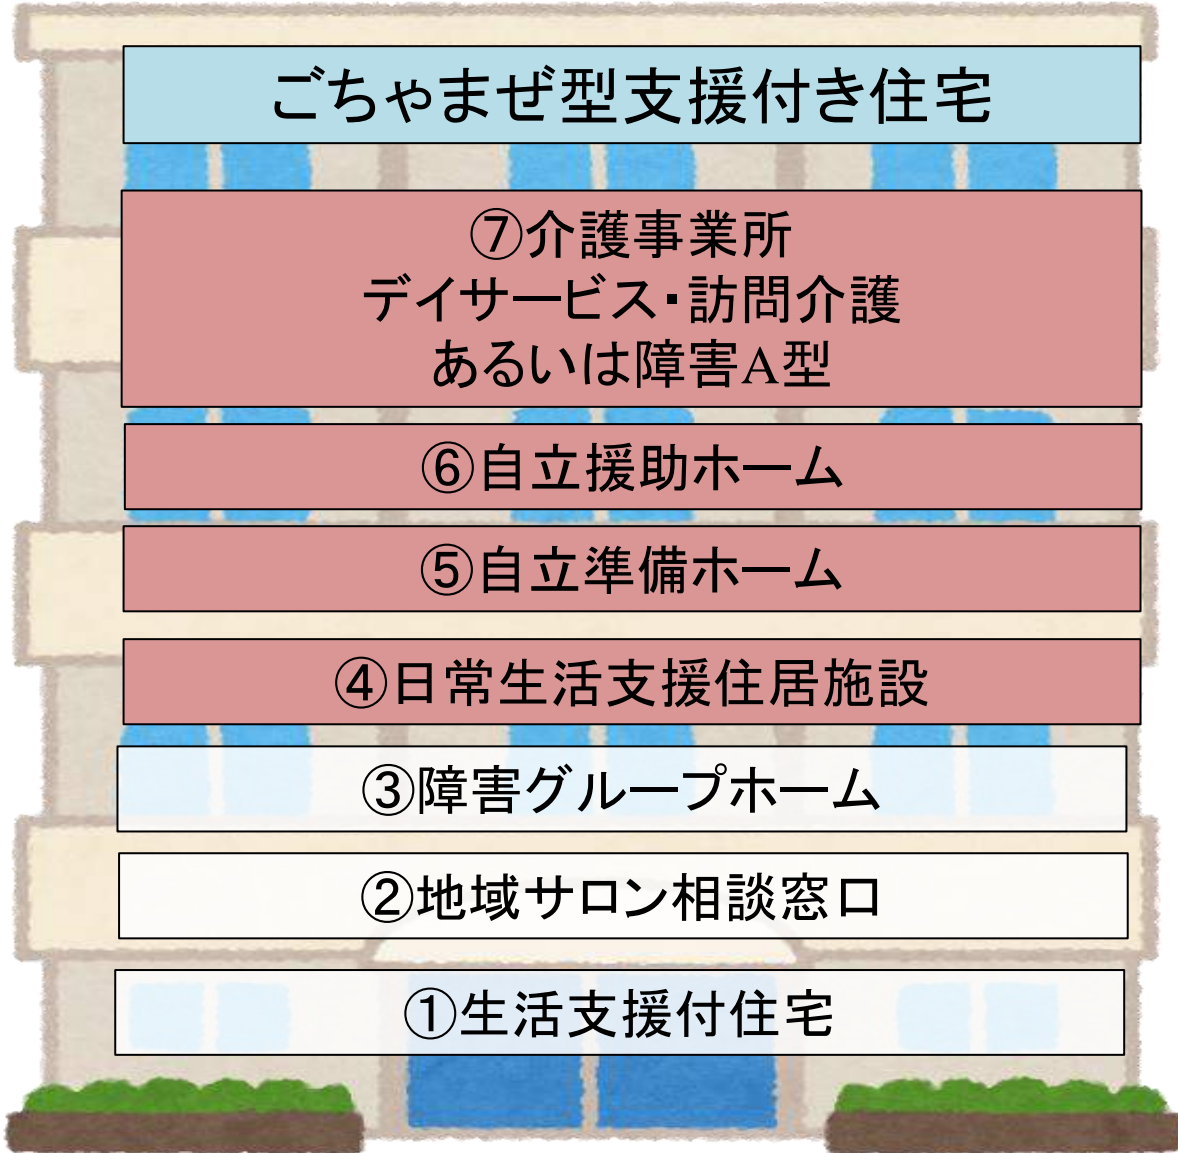 ごちゃまぜ型支援付き住宅
⑦介護事業所
デイサービス・訪問介護
あるいは障害A型
⑥自立援助ホーム
⑤自立準備ホーム
④日常生活支援住居施設
③障害グループホーム
②地域サロン相談窓口
①生活支援付住宅